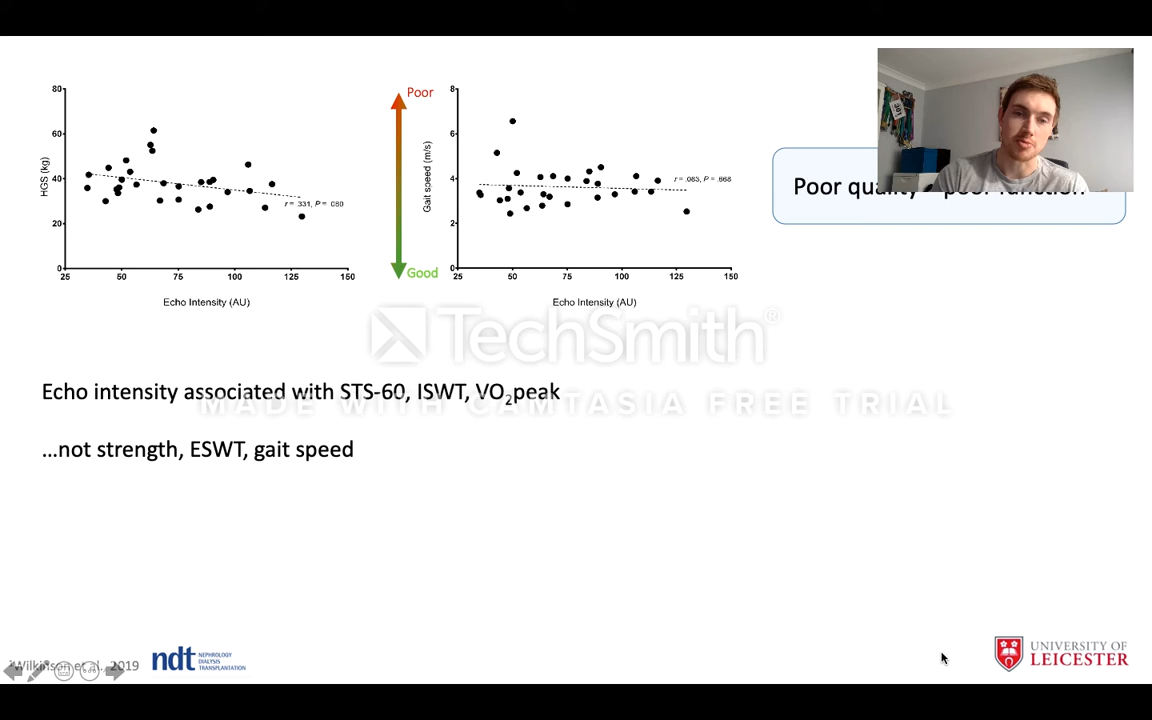 80
60
40
20
0
HGS (kg)
25 50 75 100 125 150
Echo Intensity (AU)
r = .331, P = .080
Poor
Good
8
6
4
2
0
Gait speed (m/s)
25 50 75 100 125 150
Echo Intensity (AU)
r = .083, P = .668
Poor quality = poor function
301
TechSmith®
MADE WITH CAMTASIA FREE TRIAL
Echo intensity associated with STS-60, ISWT, VO2peak
...not strength, ESWT, gait speed
Wilkinson et al. 2019
ndt NEPHROLOGY
DIALYSIS
TRANSPLANTATION
UNIVERSITY OF
LEICESTER